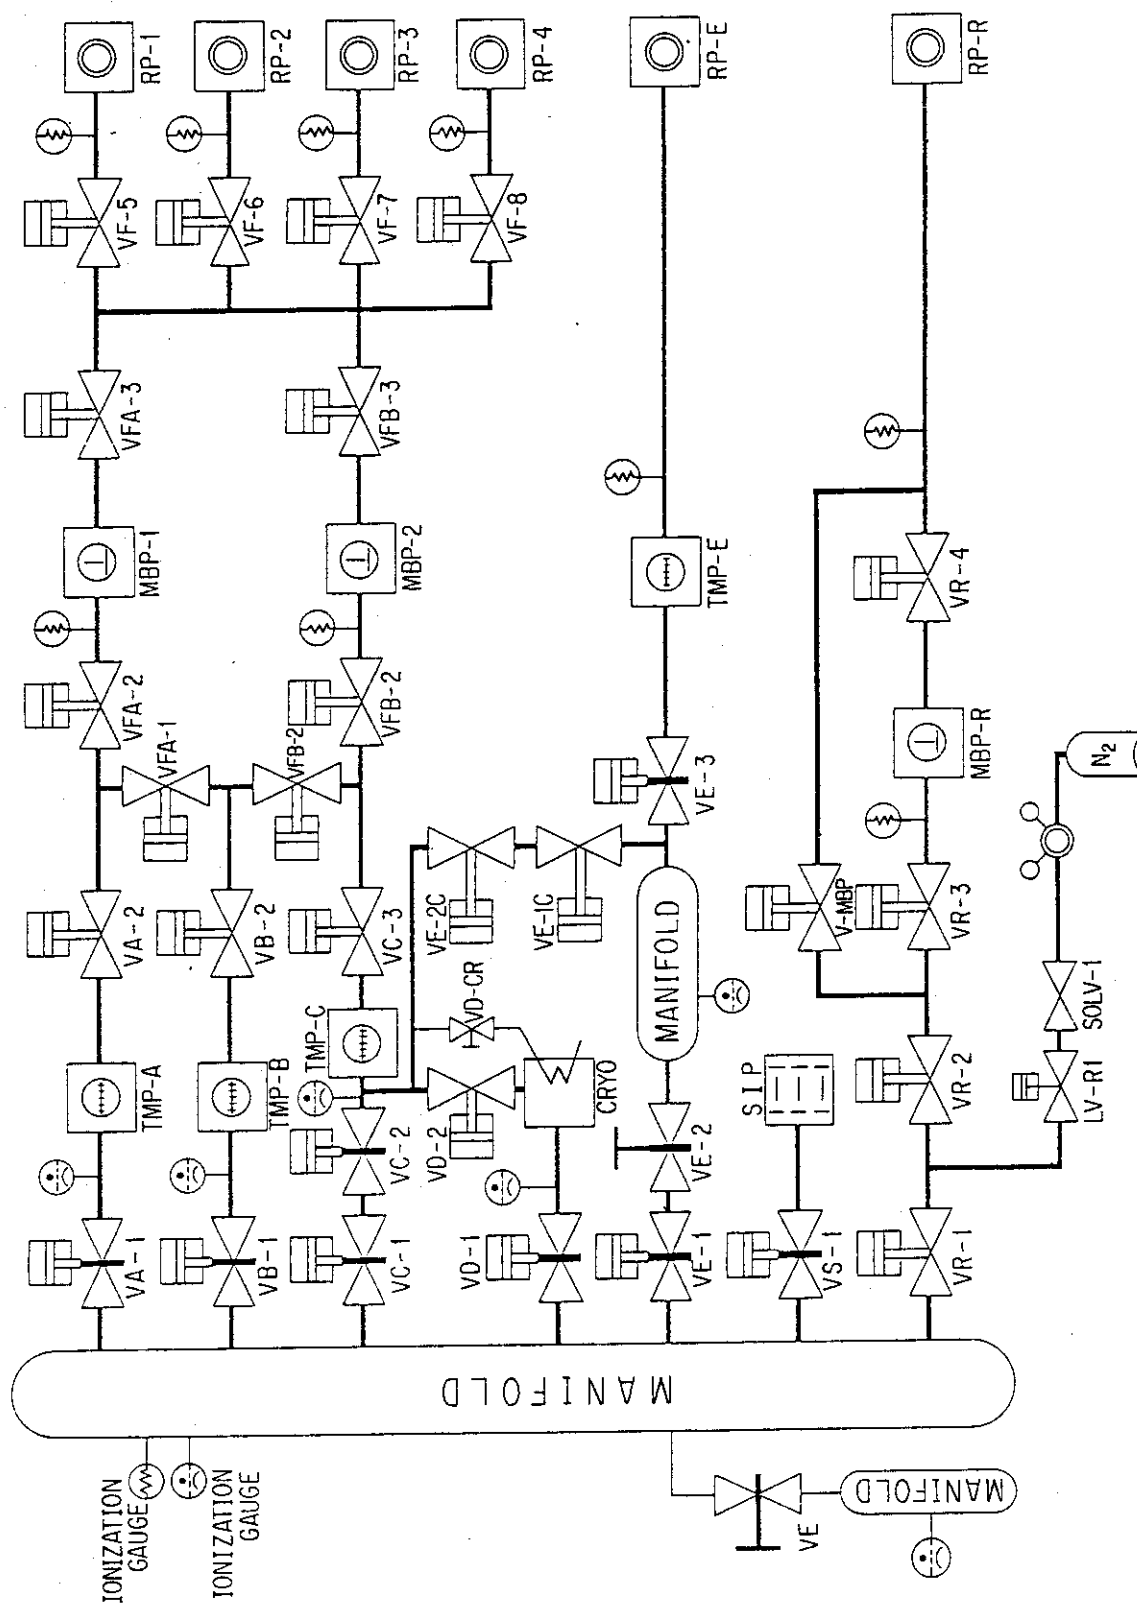 RP-1
RP-2
RP-3
RP-4
RP-E
RP-R
VF-5
VF-6
VF-7
VF-8
VFA-3
VFB-3
MBP-1
MBP-2
TMP-E
VR-4
VFA-2
VFB-2
VFA-1
VFB-2
VE-3
MBP-R
N2
VA-2
VB-2
VC-3
VE-2C
VE-1C
V-MBP
VR-3
MANIFOLD
VD-CR
SOLV-1
TMP-A
TMP-B
TMP-C
CRYO
SIP
VR-2
LV-R1
VC-2
VD-2
VE-2
VA-1
VB-1
VC-1
VD-1
VE-1
VS-1
VR-1
MANIFOLD
IONIZATION
GAUGE
IONIZATION
GAUGE
VE
MANIFOLD